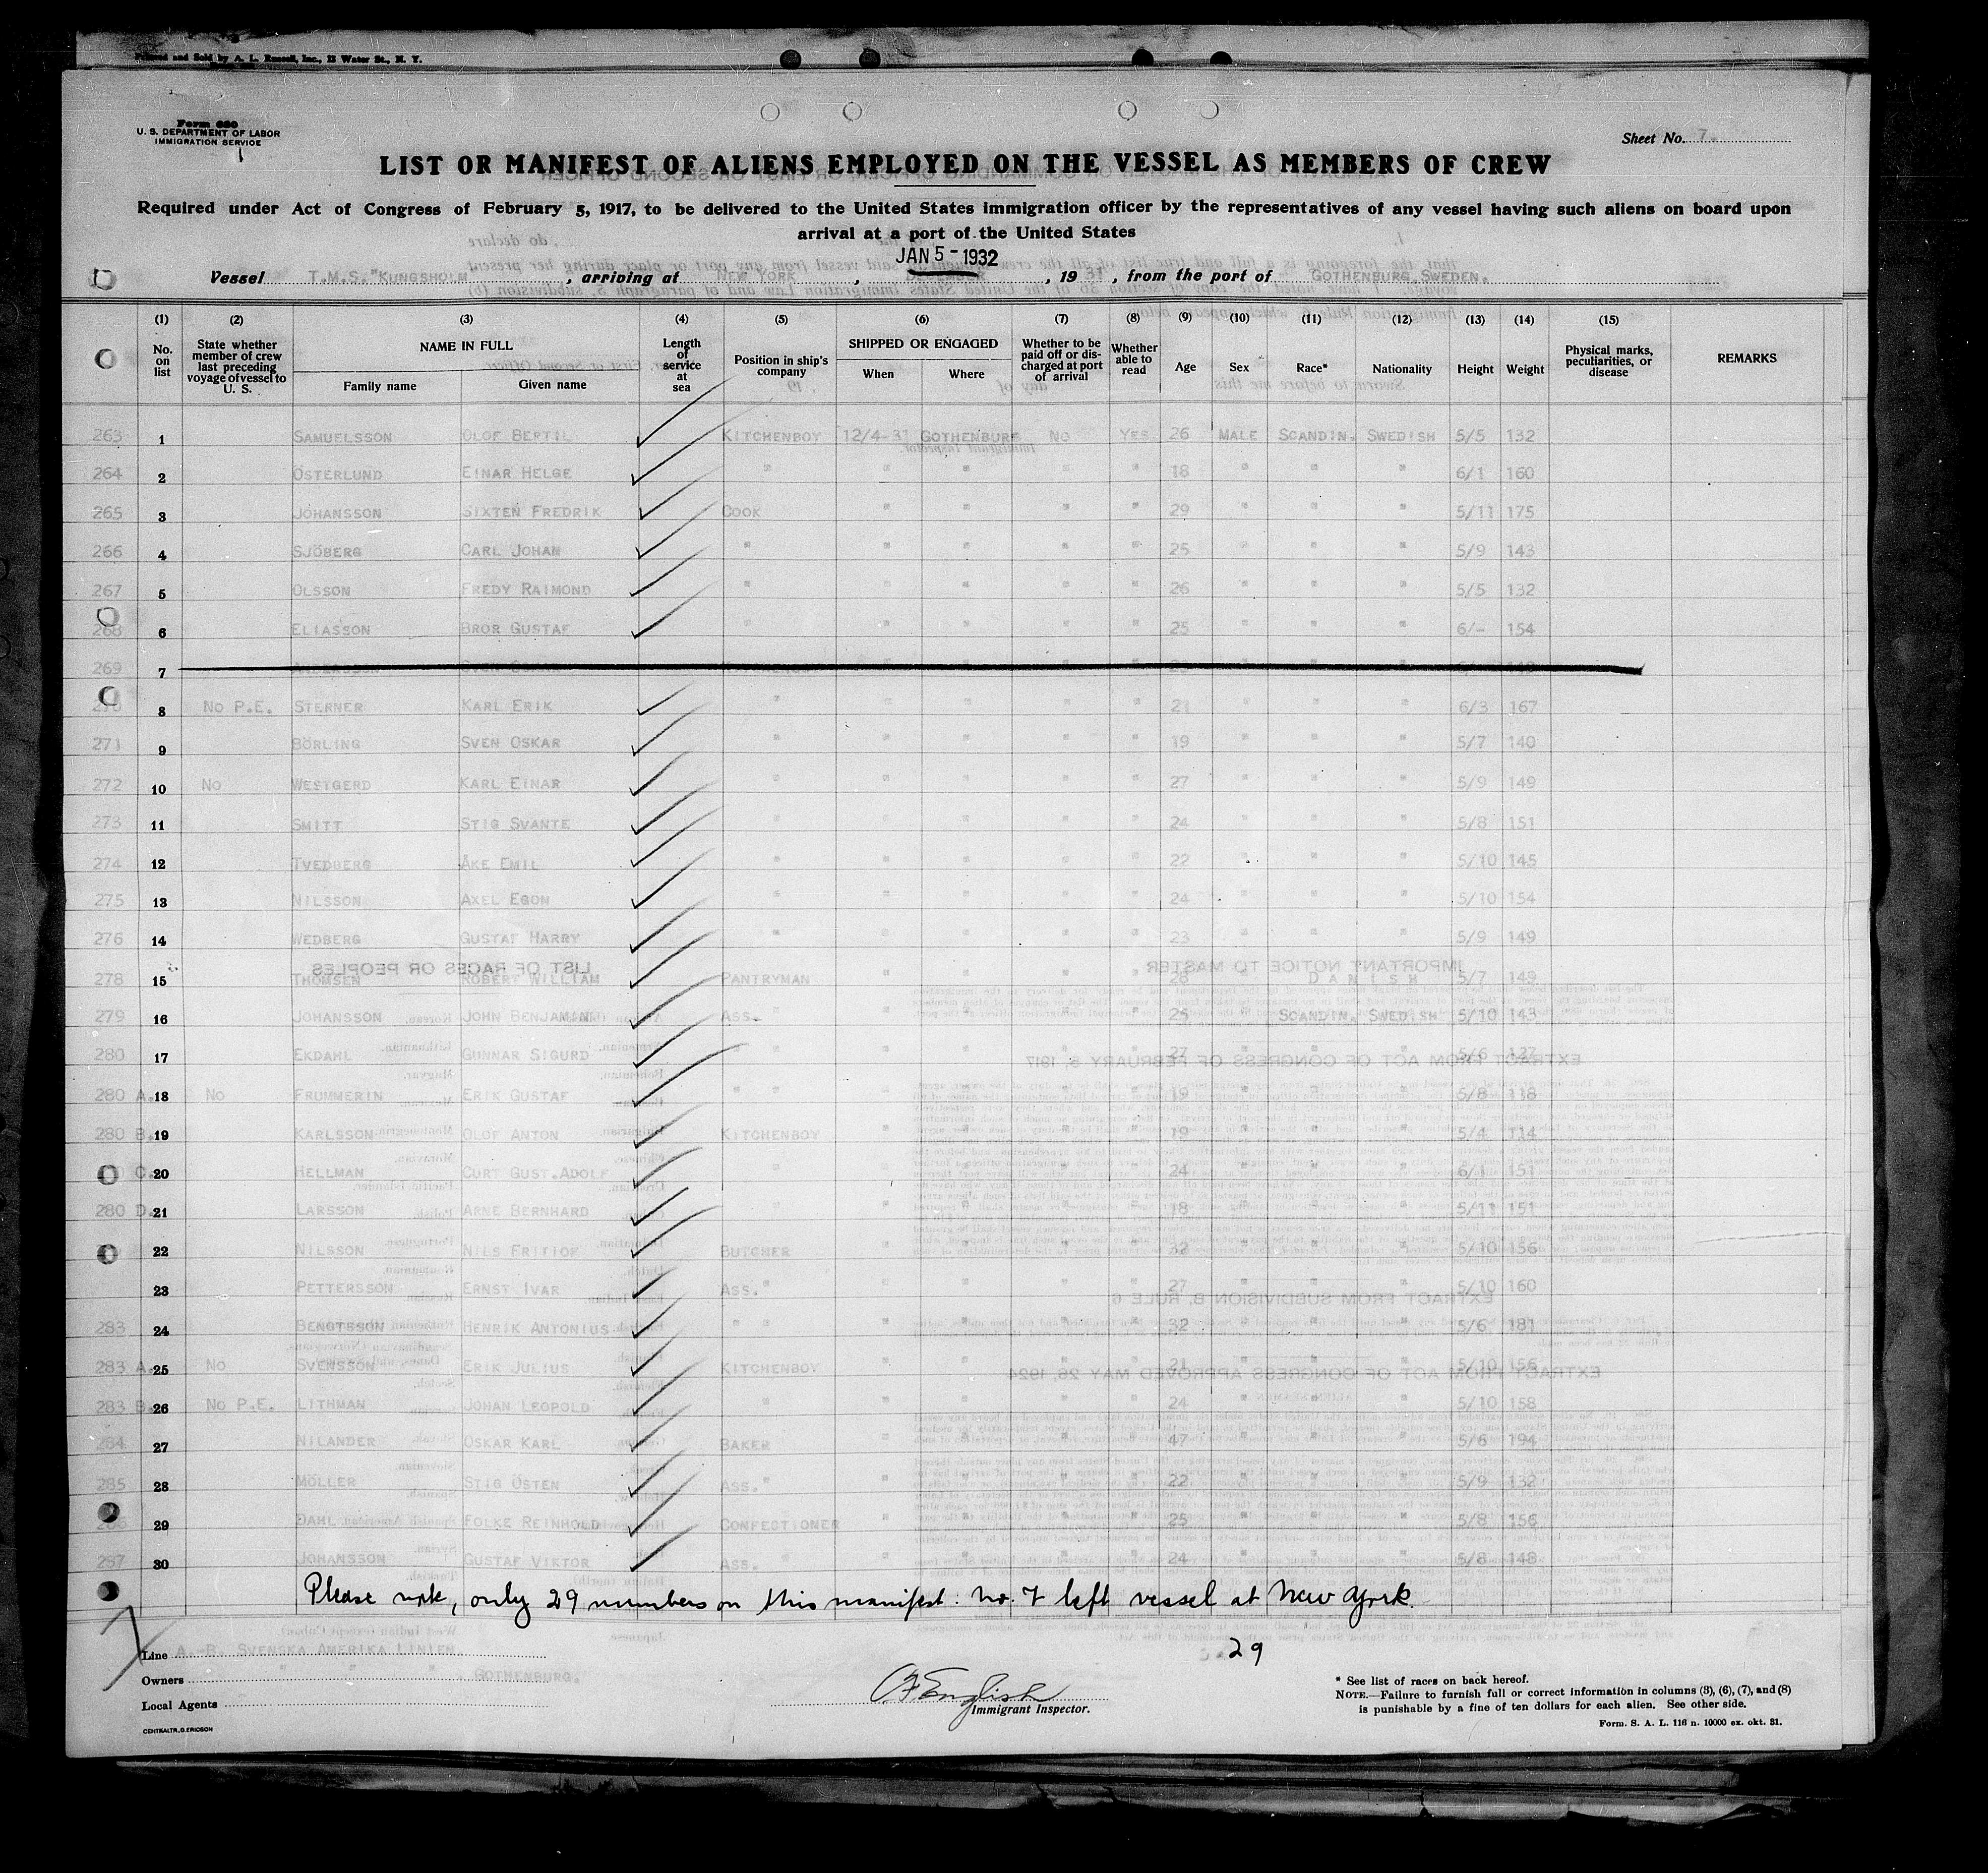 Printed and Sold by A. L. Russell, Inc., 13 Water St., N. Y.
Form 680
U. S. DEPARTMENT OF LABOR
IMMIGRATION SERVICE
Sheet No. 7.
LIST OR MANIFEST OF ALIENS EMPLOYED ON THE VESSEL AS MEMBERS OF CREW
Required under Act of Congress of February 5, 1917, to be delivered to the United States immigration officer by the representatives of any vessel having such aliens on board upon
arrival at a port of the United States
JAN 5 - 1932
Vessel T.M.S. "KUNGSHOLM , arriving at NEW YORK , 19 31 , from the port of GOTHENBURG, SWEDEN.
(1) (2) (3) (4) (5) (6) (7) (8) (9) (10) (11) (12) (13) (14) (15)
No. on list State whether member of crew last preceding voyage of vessel to U. S. NAME IN FULL Family name Given name Length of service at sea Position in ship's company SHIPPED OR ENGAGED When Where Whether to be paid off or discharged at port of arrival Whether able to read Age Sex Race* Nationality Height Weight Physical marks, peculiarities, or disease REMARKS
263 1 SAMUELSSON OLOF BERTIL KITCHENBOY 12/4-31 GOTHENBURG NO YES 26 MALE SCANDIN. SWEDISH 5/5 132
264 2 ÖSTERLUND EINAR HELGE " " " " " 18 " " " 6/1 160
265 3 JOHANSSON SIXTEN FREDRIK COOK " " " " 29 " " " 5/11 175
266 4 SJÖBERG CARL JOHAN " " " " " 25 " " " 5/9 143
267 5 OLSSON FREDY RAIMOND " " " " " 26 " " " 5/5 132
268 6 ELIASSON BROR GUSTAF " " " " " 25 " " " 6/- 154
269 7 ANDERSSON SVEN
270 8 NO P.E. STERNER KARL ERIK " " " " " 21 " " " 6/3 167
271 9 BÖRLING SVEN OSKAR " " " " " 19 " " " 5/7 140
272 10 NO WESTGERD KARL EINAR " " " " " 27 " " " 5/9 149
273 11 SMITT STIG SVANTE " " " " " 24 " " " 5/8 151
274 12 TVEDBERG ÅKE EMIL " " " " " 22 " " " 5/10 145
275 13 NILSSON AXEL EGON " " " " " 24 " " " 5/10 154
276 14 WEDBERG GUSTAF HARRY " " " " " 23 " " " 5/9 149
278 15 THOMSEN ROBERT WILLIAM PANTRYMAN " " " " 28 " DANISH 5/7 149
279 16 JOHANSSON JOHN BENJAMIN ASS. " " " " 25 " SCANDIN. SWEDISH 5/10 143
280 17 EKDAHL GUNNAR SIGURD " " " " " 27 " " " 5/6 127
280 A. 18 NO FRUMMERIN ERIK GUSTAF " " " " " " 19 " " " 5/8 118
280 B. 19 KARLSSON OLOF ANTON KITCHENBOY " " " " 19 " " " 5/4 114
C. 20 HELLMAN CURT GUST.ADOLF " " " " " 24 " " " 6/1 151
280 D. 21 LARSSON ARNE BERNHARD " " " " " 18 " " " 5/11 151
22 NILSSON NILS FRITIOF BUTCHER " " " " 32 " " " 5/10 156
23 PETTERSSON ERNST IVAR ASS. " " " " " 27 " " " 5/10 160
283 24 BENGTSSON HENRIK ANTONIUS " " " " " " 32 " " " 5/6 181
283 A. 25 NO SVENSSON ERIK JULIUS KITCHENBOY " " " " 21 " " " 5/10 156
283 B. 26 NO P.E. LITHMAN JOHAN LEOPOLD " " " " " 24 " " " 5/10 158
284 27 NILANDER OSKAR KARL BAKER " " " " 47 " " " 5/6 194
285 28 MÖLLER STIG ÖSTEN ASS. " " " " " 22 " " " 5/9 132
286 29 DAHL FOLKE REINHOLD CONFECTIONER " " " " 25 " " " 5/8 156
287 30 JOHANSSON GUSTAF VIKTOR ASS. " " " " " 24 " " " 5/8 148
Please note, only 29 numbers on this manifest. No. 7 left vessel at New York.
29
Line A.-B. SVENSKA AMERIKA LINIEN
Owners " " " GOTHENBURG.
Local Agents
CENTRALTR., G. ERICSON
English
Immigrant Inspector.
* See list of races on back hereof.
NOTE.—Failure to furnish full or correct information in columns (3), (6), (7), and (8)
is punishable by a fine of ten dollars for each alien. See other side.
Form. S. A. L. 116 n. 10000 ex. okt. 31.